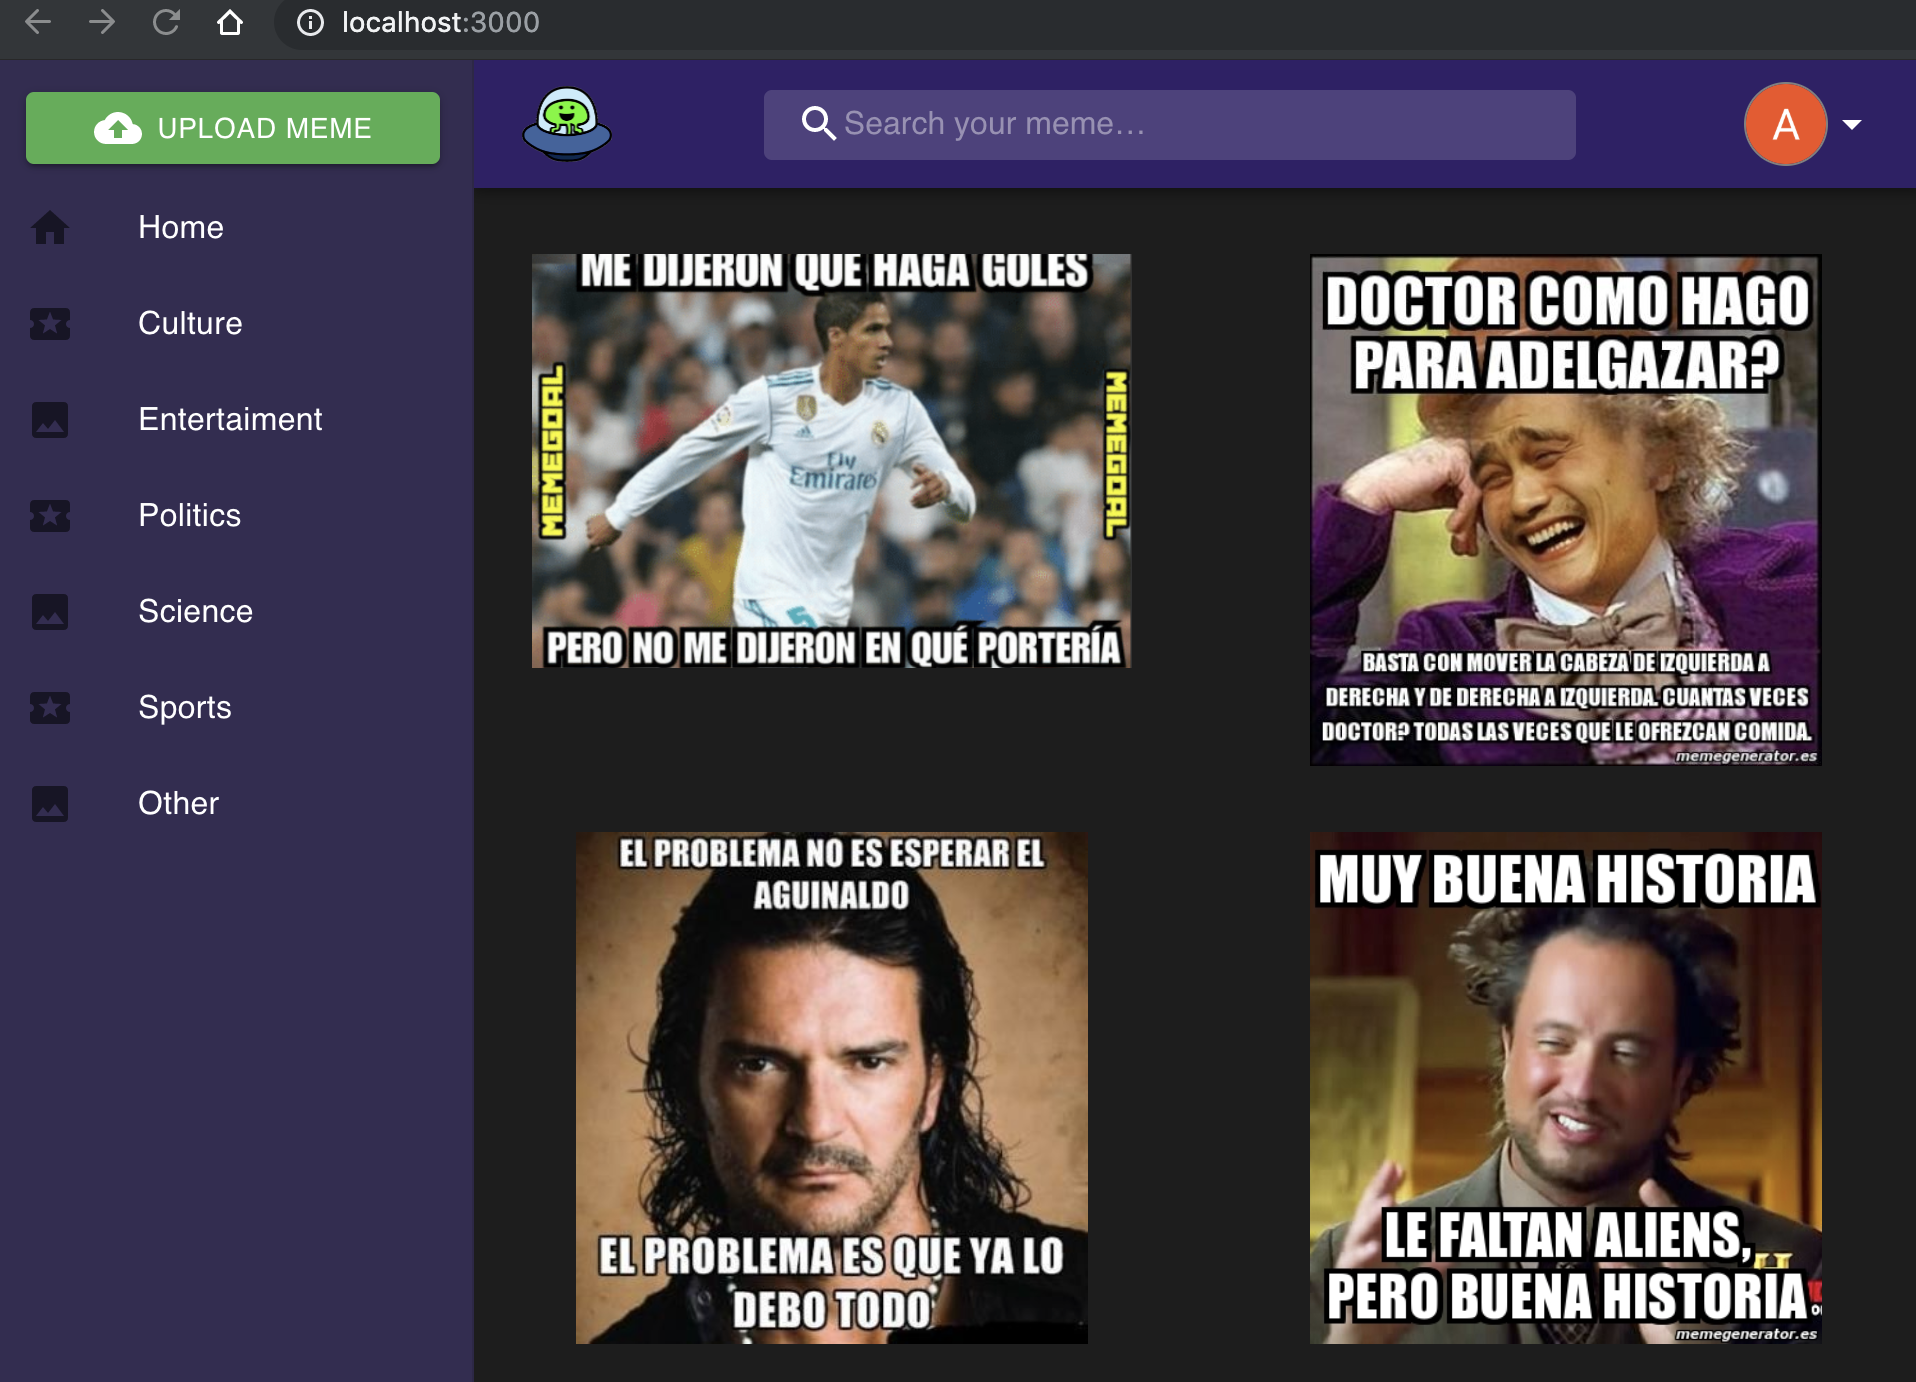 localhost:3000
UPLOAD MEME
Home
Culture
Entertaiment
Politics
Science
Sports
Other
Search your meme...
A
ME DIJERON QUE HAGA GOLES
MEMEGOAL
MEMEGOAL
Fly
Emirates
5
PERO NO ME DIJERON EN QUÉ PORTERÍA
DOCTOR COMO HAGO
PARA ADELGAZAR?
BASTA CON MOVER LA CABEZA DE IZQUIERDA A
DERECHA Y DE DERECHA A IZQUIERDA. CUANTAS VECES
DOCTOR? TODAS LAS VECES QUE LE OFREZCAN COMIDA.
memegenerator.es
EL PROBLEMA NO ES ESPERAR EL
AGUINALDO
EL PROBLEMA ES QUE YA LO
DEBO TODO
MUY BUENA HISTORIA
LE FALTAN ALIENS,
H
PERO BUENA HISTORIA
memegenerator.es